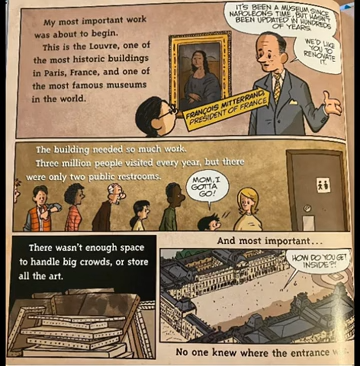 My most important work
was about to begin.
This is the Louvre, one of
the most historic buildings
in Paris, France, and one of
the most famous museums
in the world.
IT'S BEEN A MUSEUM SINCE
NAPOLEON'S TIME, BUT HASN'T
BEEN UPDATED IN HUNDREDS
OF YEARS.
WE'D LIKE
YOU TO
RENOVATE
IT.
FRANÇOIS MITTERRAND,
PRESIDENT OF FRANCE
The building needed so much work.
Three million people visited every year, but there
were only two public restrooms.
MOM, I
GOTTA
GO!
There wasn't enough space
to handle big crowds, or store
all the art.
And most important...
HOW DO YOU GET
INSIDE?!
No one knew where the entrance